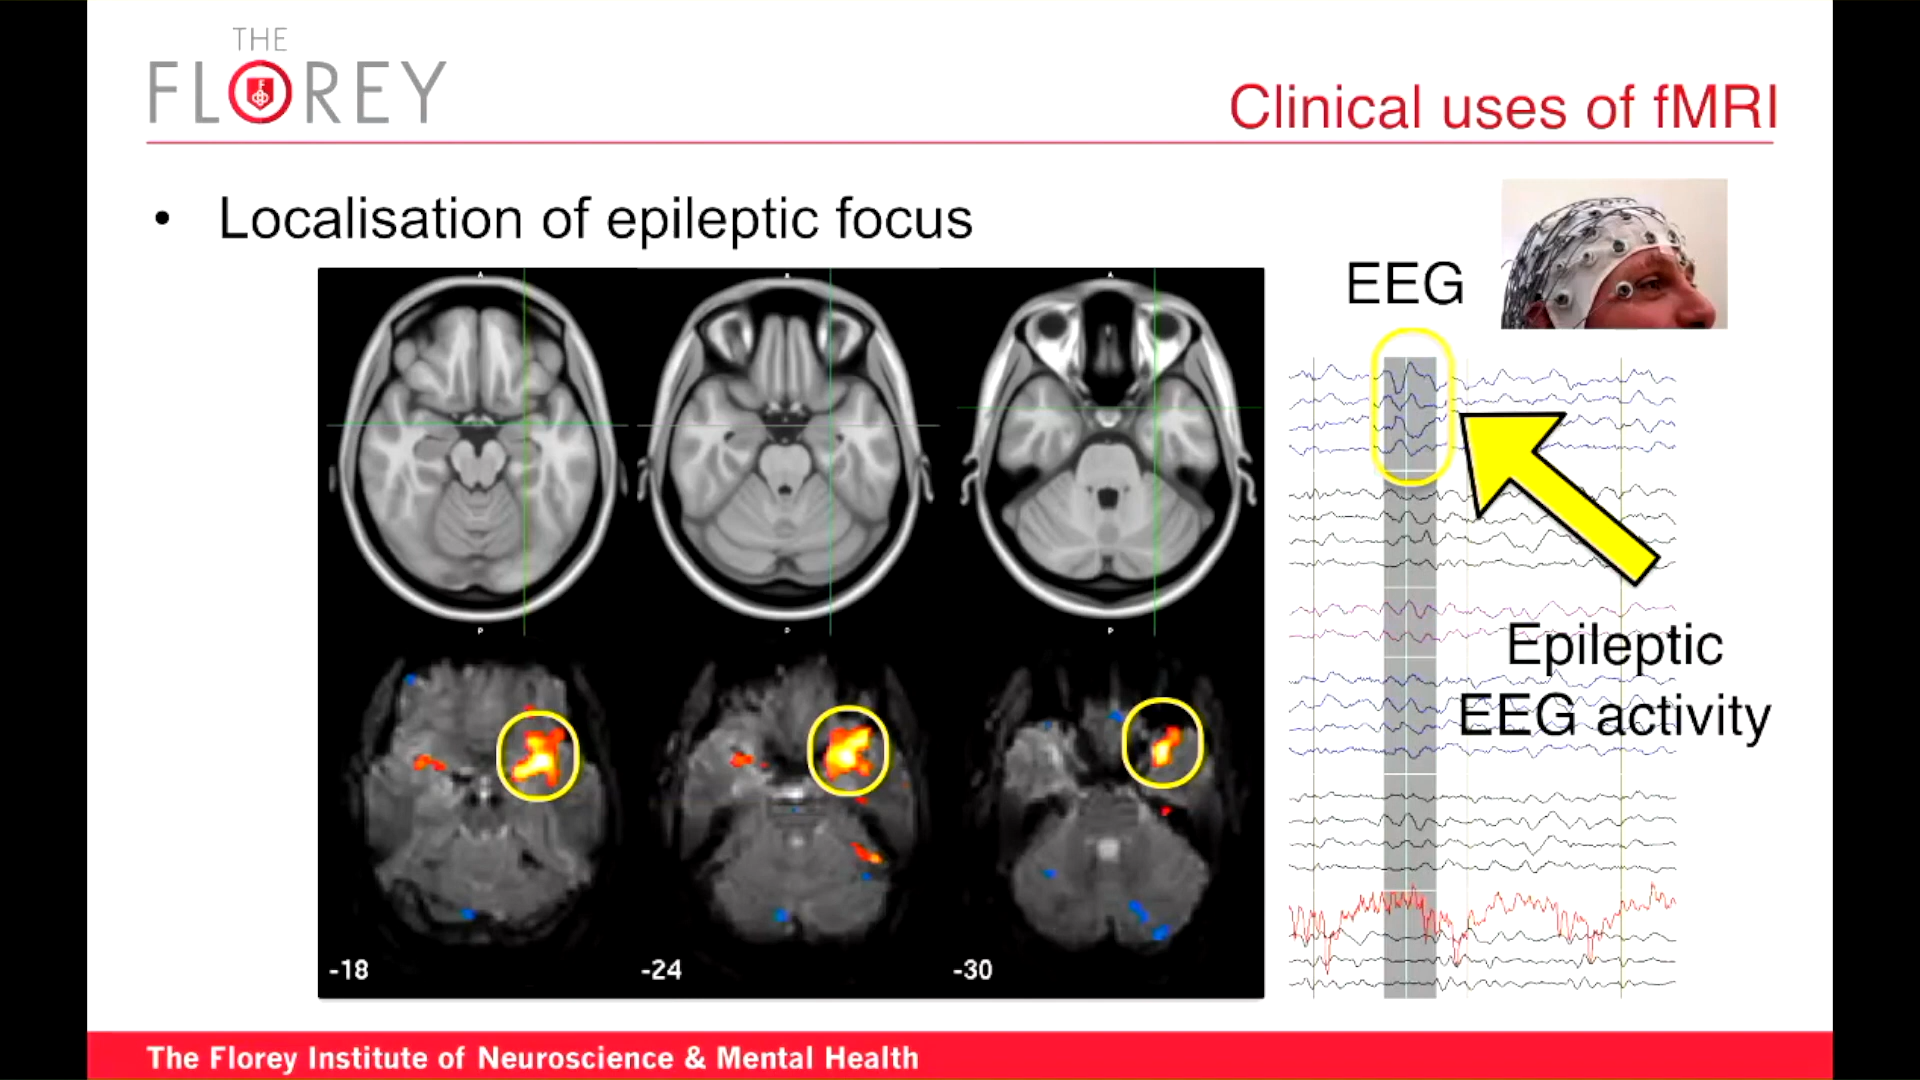 THE
FLOREY
Clinical uses of fMRI
• Localisation of epileptic focus
EEG
A A A
P P P
Epileptic
EEG activity
-18 -24 -30
The Florey Institute of Neuroscience & Mental Health